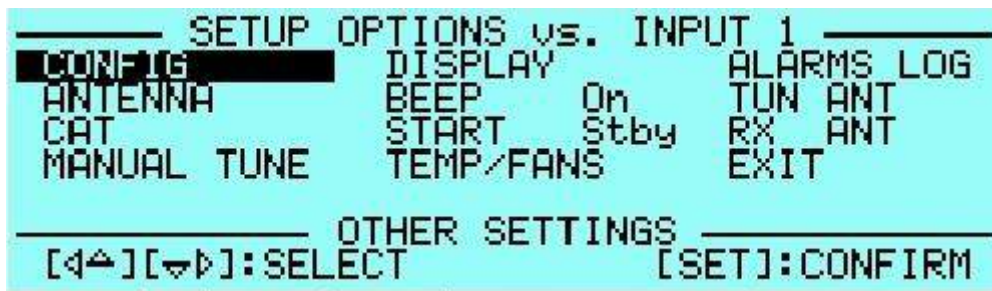 SETUP OPTIONS vs. INPUT 1
CONFIG DISPLAY ALARMS LOG
ANTENNA BEEP On TUN ANT
CAT START Stby RX ANT
MANUAL TUNE TEMP/FANS EXIT
OTHER SETTINGS
[◁△][▽▷]:SELECT [SET]:CONFIRM